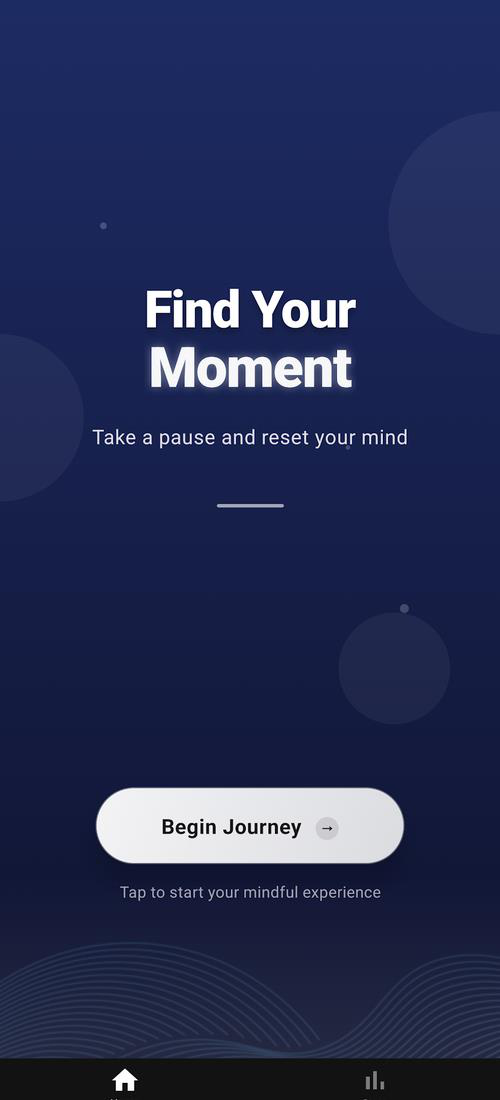 Find Your
Moment
Take a pause and reset your mind
Begin Journey →
Tap to start your mindful experience